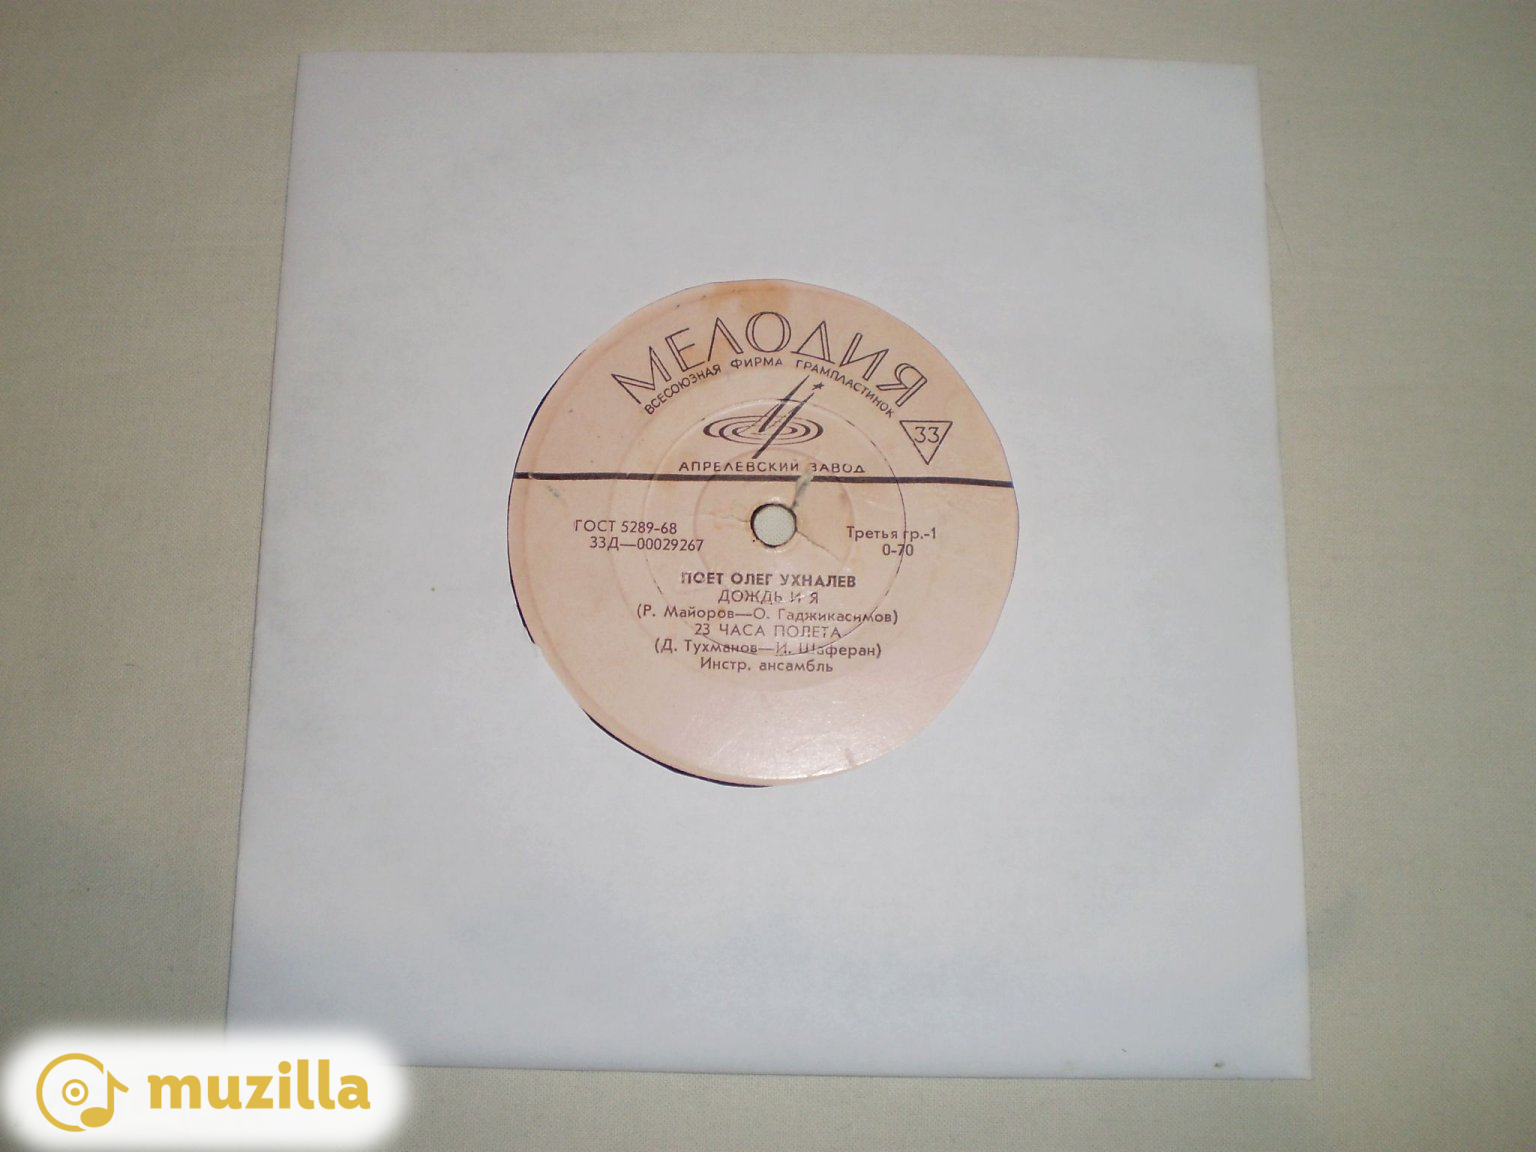 МЕЛОДИЯ
ВСЕСОЮЗНАЯ ФИРМА ГРАМПЛАСТИНОК
33
АПРЕЛЕВСКИЙ ЗАВОД
ГОСТ 5289-68
Третья гр.-1
33Д—00029267
0-70
ПОЕТ ОЛЕГ УХНАЛЕВ
ДОЖДЬ И Я
(Р. Майоров—О. Гаджикасимов)
23 ЧАСА ПОЛЕТА
(Д. Тухманов—И. Шаферан)
Инстр. ансамбль
muzilla